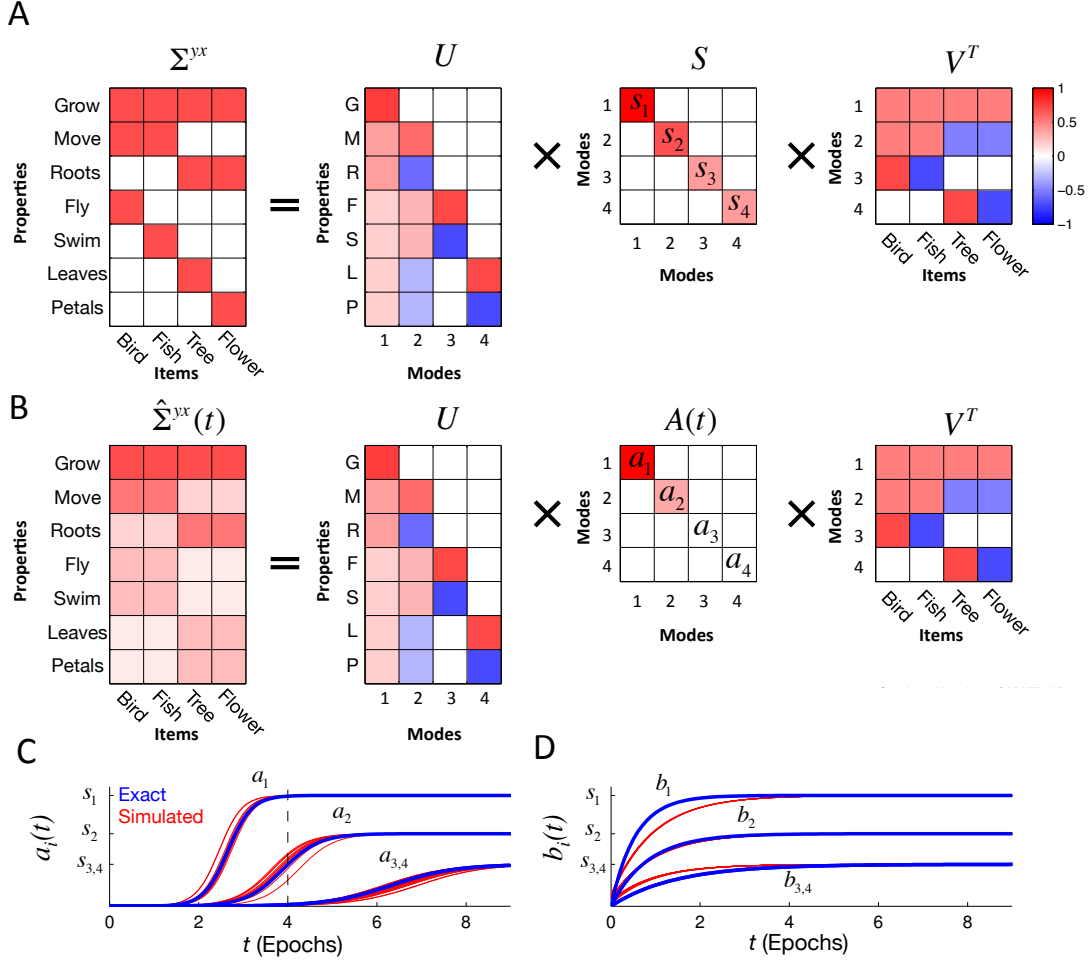 A
Σ^yx
U
S
V^T
Properties
Grow
Move
Roots
Fly
Swim
Leaves
Petals
Bird
Fish
Tree
Flower
Items
=
G
M
R
F
S
L
P
1 2 3 4
Modes
×
Modes
1
2
3
4
s₁
s₂
s₃
s₄
1 2 3 4
Modes
×
Modes
1
2
3
4
Bird
Fish
Tree
Flower
Items
1
0.5
0
−0.5
−1
B
Σ̂^yx(t)
U
A(t)
V^T
Properties
Grow
Move
Roots
Fly
Swim
Leaves
Petals
Bird
Fish
Tree
Flower
Items
=
Properties
G
M
R
F
S
L
P
1 2 3 4
Modes
×
Modes
1
2
3
4
a₁
a₂
a₃
a₄
1 2 3 4
Modes
×
Modes
1
2
3
4
Bird
Fish
Tree
Flower
Items
C
aᵢ(t)
s₁
s₂
s₃,₄
Exact
Simulated
a₁
a₂
a₃,₄
0 2 4 6 8
t (Epochs)
D
bᵢ(t)
s₁
s₂
s₃,₄
b₁
b₂
b₃,₄
0 2 4 6 8
t (Epochs)